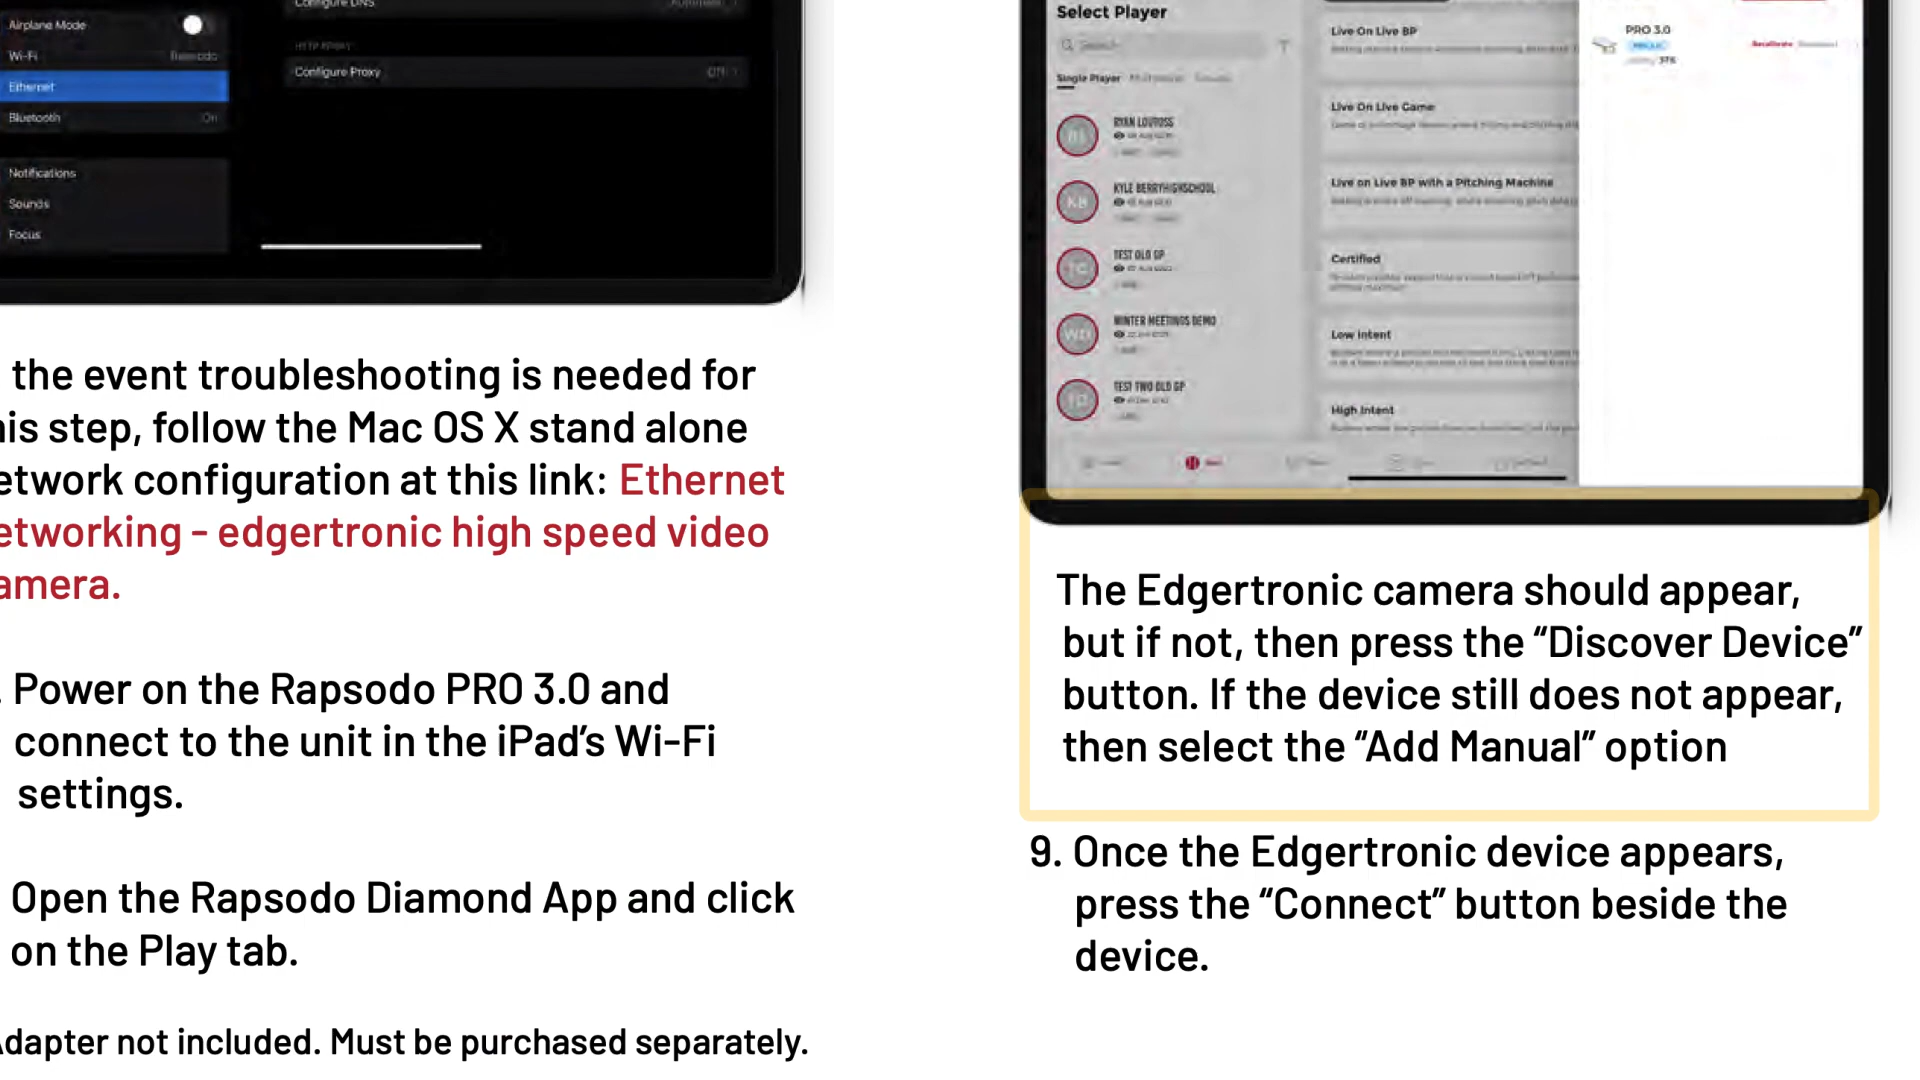 Airplane Mode
Wi-Fi
Ethernet
Bluetooth
On
Notifications
Sounds
Focus
Configure DNS
Configure Proxy
the event troubleshooting is needed for
his step, follow the Mac OS X stand alone
etwork configuration at this link: Ethernet
etworking - edgertronic high speed video
amera.
. Power on the Rapsodo PRO 3.0 and
connect to the unit in the iPad's Wi-Fi
settings.
Open the Rapsodo Diamond App and click
on the Play tab.
Adapter not included. Must be purchased separately.
Select Player
Search
Single Player
RYAN LOUTOSS
KYLE BERRYHIGHSCHOOL
KB
TEST OLD GP
WINTER MEETINGS DEMO
WD
TEST TWO OLD GP
Live On Live BP
Live On Live Game
Live on Live BP with a Pitching Machine
Certified
Low Intent
High Intent
PRO 3.0
The Edgertronic camera should appear,
but if not, then press the “Discover Device”
button. If the device still does not appear,
then select the “Add Manual” option
9. Once the Edgertronic device appears,
press the “Connect” button beside the
device.